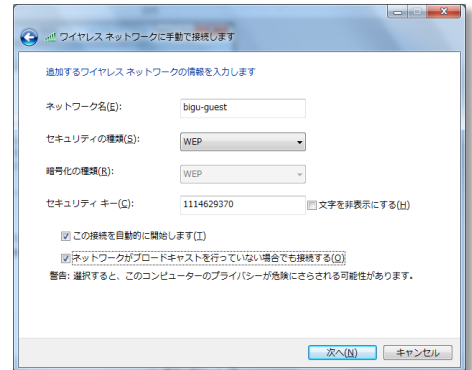 ワイヤレス ネットワークに手動で接続します
追加するワイヤレス ネットワークの情報を入力します
ネットワーク名(E): bigu-guest
セキュリティの種類(S): WEP
暗号化の種類(R): WEP
セキュリティ キー(C): 1114629370 文字を非表示にする(H)
この接続を自動的に開始します(T)
ネットワークがブロードキャストを行っていない場合でも接続する(O)
警告: 選択すると、このコンピューターのプライバシーが危険にさらされる可能性があります。
次へ(N) キャンセル